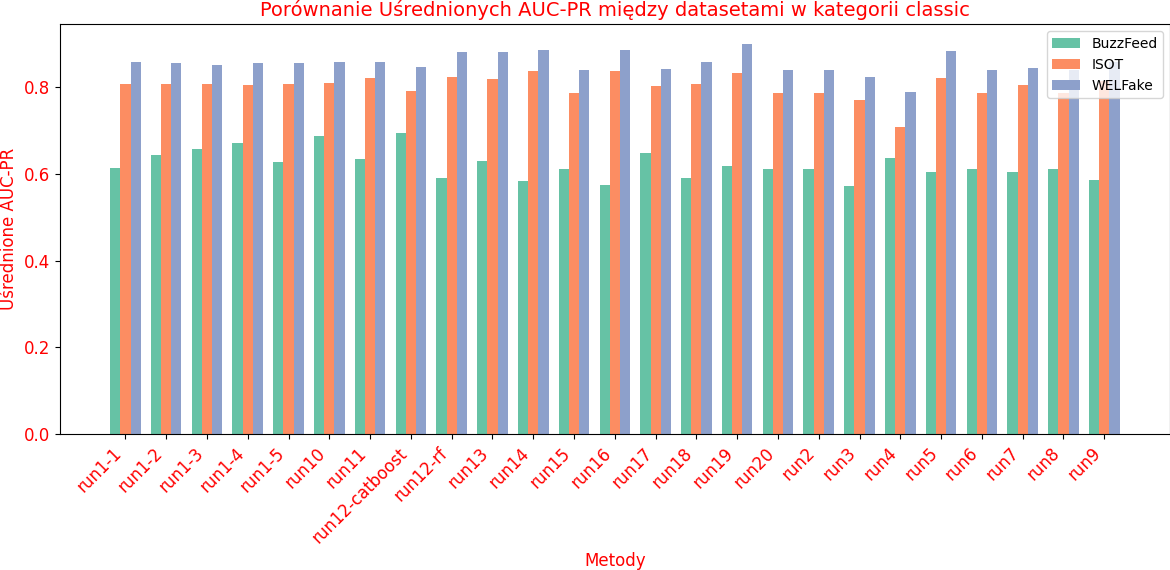 Porównanie Uśrednionych AUC-PR między datasetami w kategorii classic
BuzzFeed
ISOT
WELFake
Uśrednione AUC-PR
0.8
0.6
0.4
0.2
0.0
run1-1
run1-2
run1-3
run1-4
run1-5
run10
run11
run12-catboost
run12-rf
run13
run14
run15
run16
run17
run18
run19
run20
run2
run3
run4
run5
run6
run7
run8
run9
Metody